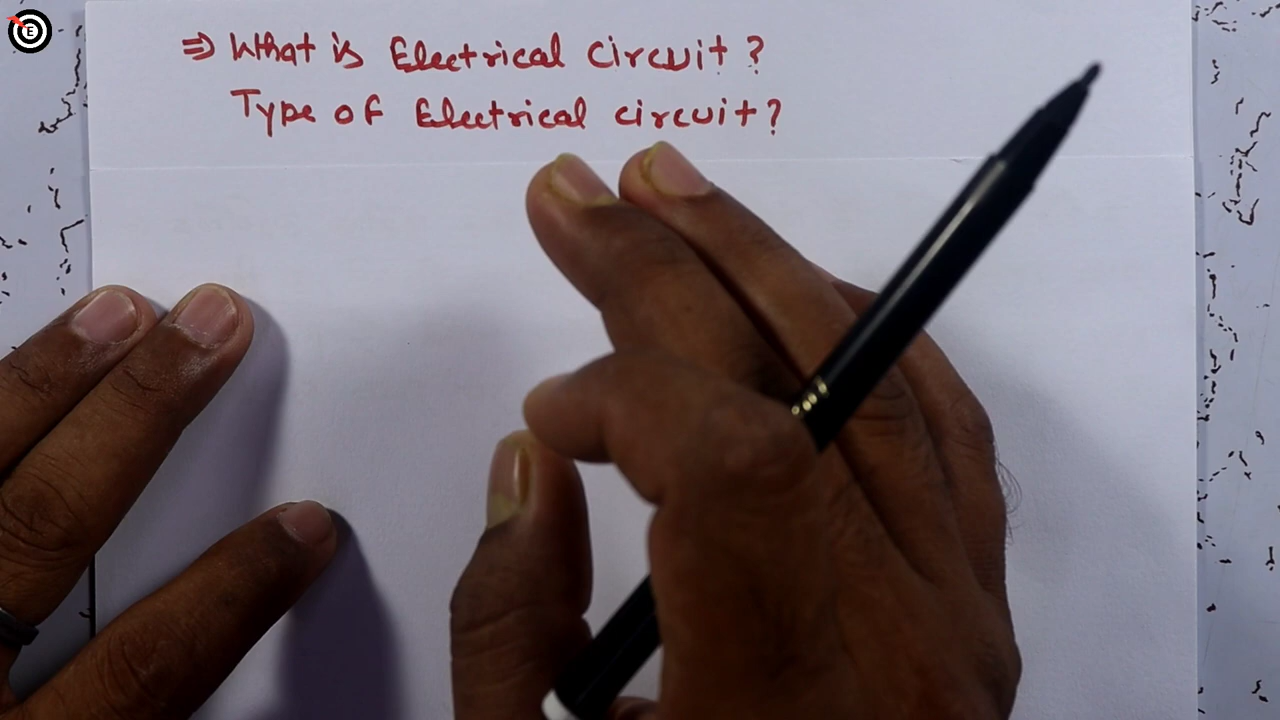 E
⇒ What is Electrical Circuit ?
Type of Electrical circuit ?